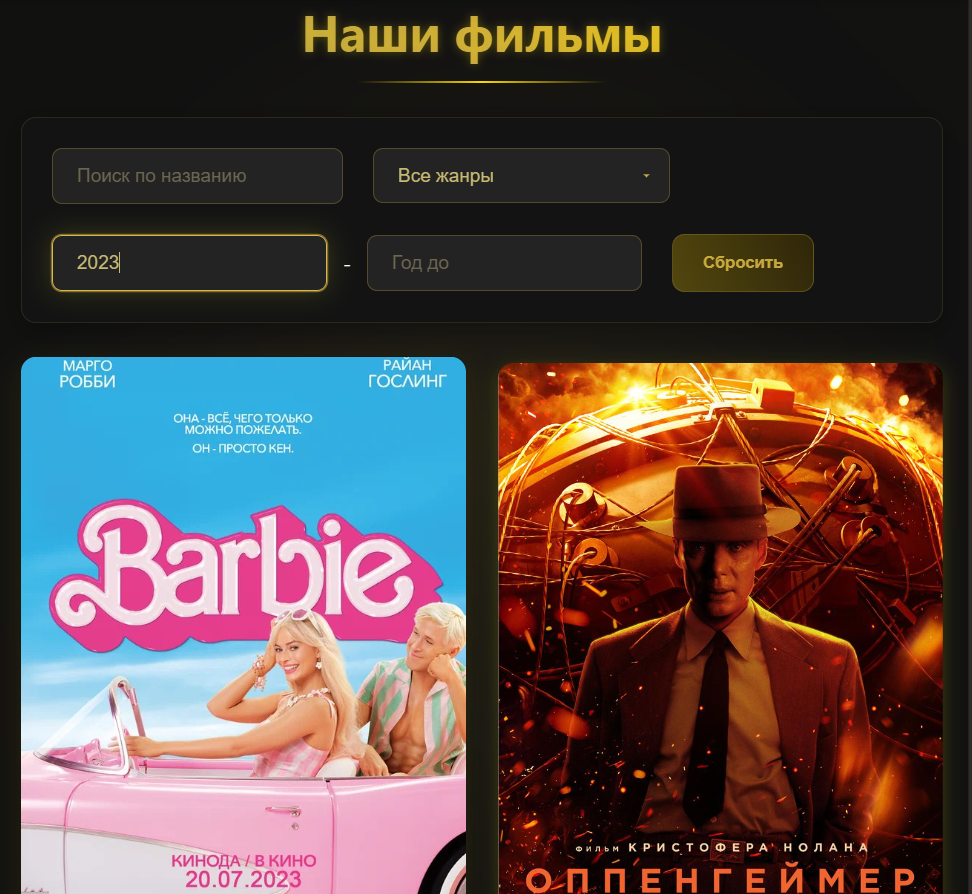 Наши фильмы
Поиск по названию
Все жанры
2023
-
Год до
Сбросить
МАРГО
РОББИ
РАЙАН
ГОСЛИНГ
ОНА - ВСЁ, ЧЕГО ТОЛЬКО
МОЖНО ПОЖЕЛАТЬ.
ОН - ПРОСТО КЕН.
Barbie
КИНОДА / В КИНО
20.07.2023
ФИЛЬМ КРИСТОФЕРА НОЛАНА
ОППЕНГЕЙМЕР